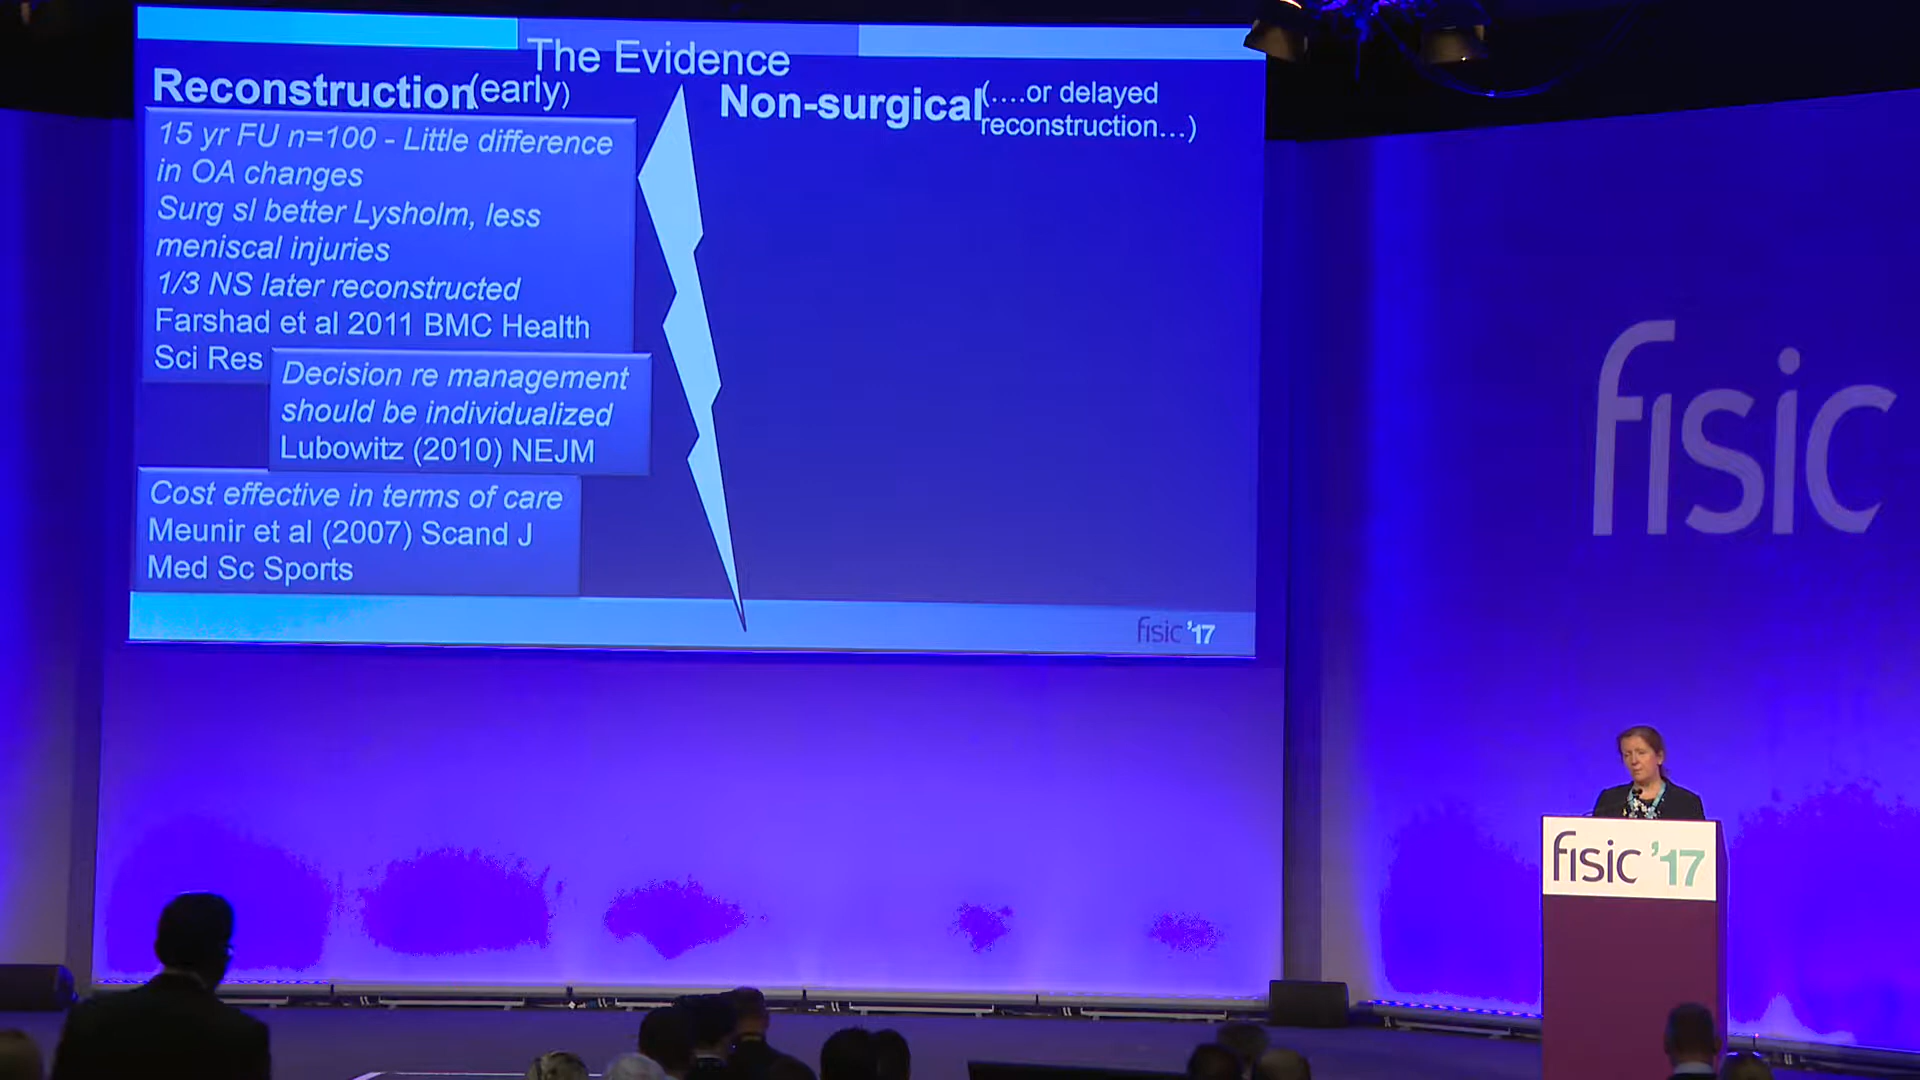 The Evidence
Reconstruction(early)
15 yr FU n=100 - Little difference
in OA changes
Surg sl better Lysholm, less
meniscal injuries
1/3 NS later reconstructed
Farshad et al 2011 BMC Health
Sci Res
Decision re management
should be individualized
Lubowitz (2010) NEJM
Cost effective in terms of care
Meunir et al (2007) Scand J
Med Sc Sports
Non-surgical(....or delayed
reconstruction...)
fisic '17
fisic
fisic '17